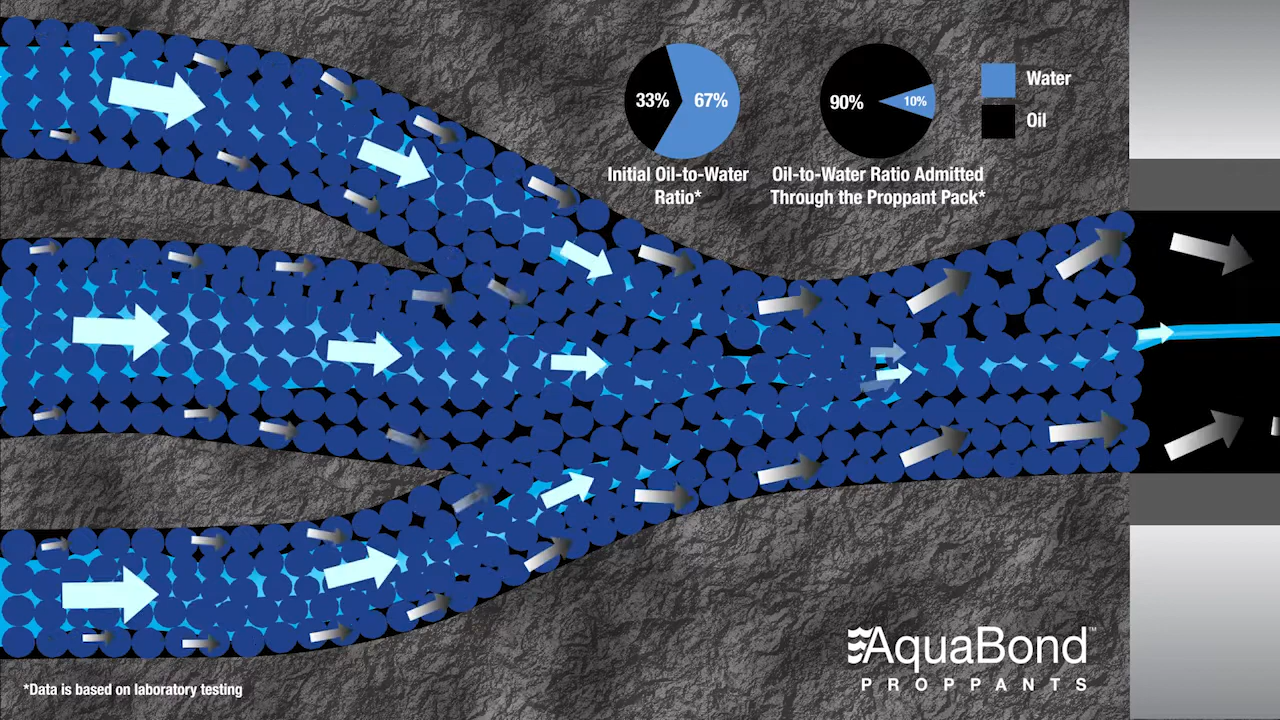 33%
67%
90%
10%
Water
Oil
Initial Oil-to-Water
Ratio*
Oil-to-Water Ratio Admitted
Through the Proppant Pack*
AquaBond™
PROPPANTS
*Data is based on laboratory testing